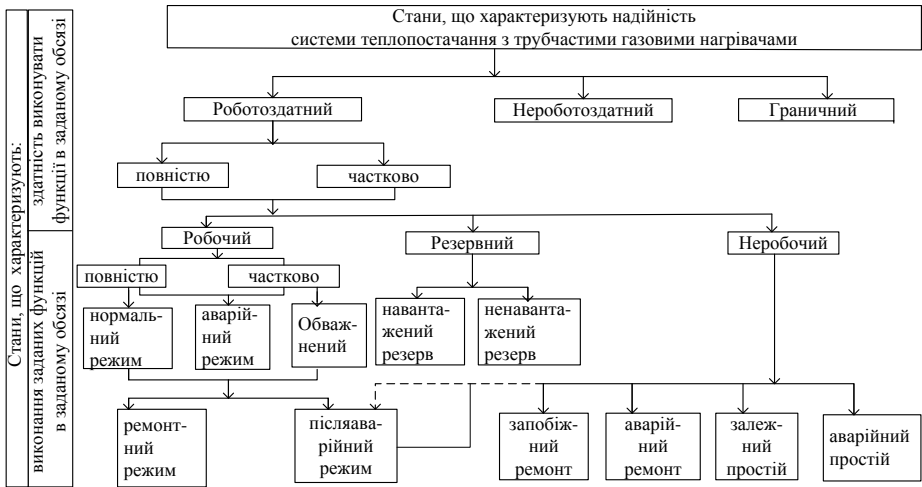 Стани, що характеризують надійність
системи теплопостачання з трубчастими газовими нагрівачами
Стани, що характеризують:
здатність виконувати
функції в заданому обсязі
виконання заданих функцій
в заданому обсязі
Роботоздатний
Нероботоздатний
Граничний
повністю
частково
Робочий
Резервний
Неробочий
повністю
частково
нормаль-
ний
режим
аварій-
ний
режим
Обваж-
нений
наванта-
жений
резерв
ненаванта-
жений
резерв
ремонт-
ний
режим
післяава-
рійний
режим
запобіж-
ний
ремонт
аварій-
ний
ремонт
залеж-
ний
простій
аварійний
простій